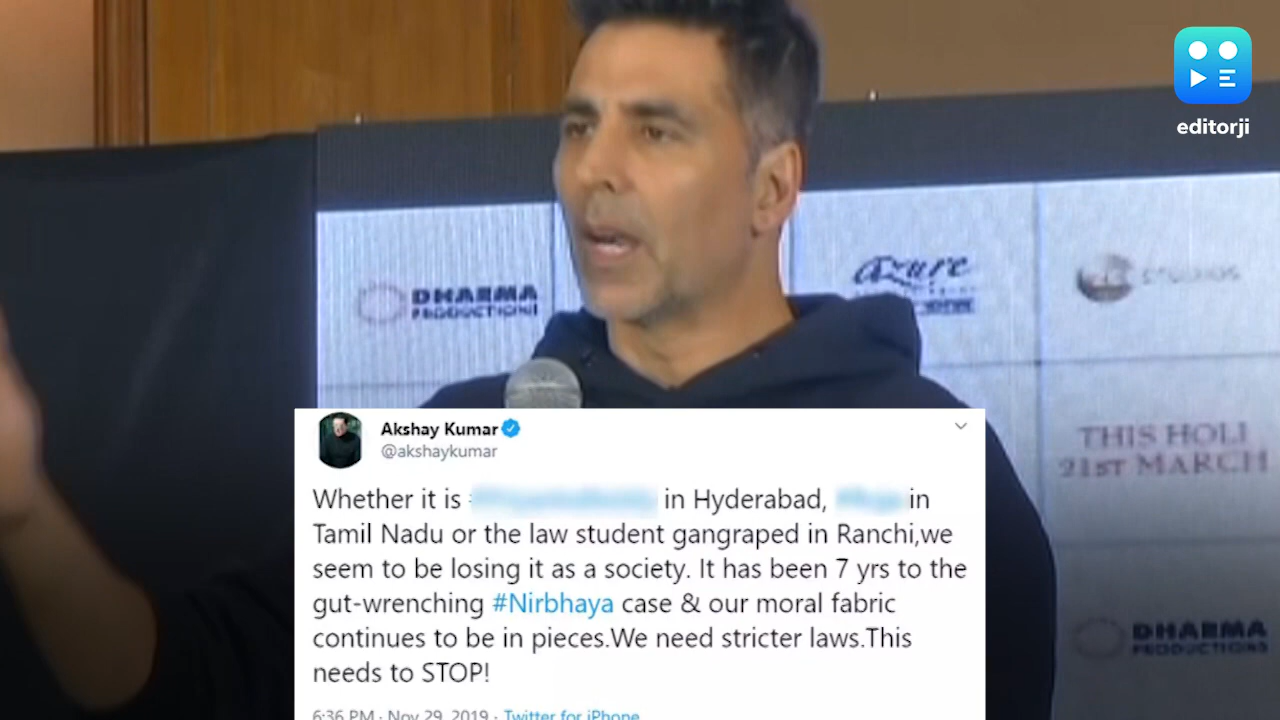 editorji
DHARMA
PRODUCTIONS
azure
STUDIOS
THIS HOLI
21ST MARCH
DHARMA
PRODUCTIONS
Akshay Kumar
@akshaykumar
Whether it is in Hyderabad, in
Tamil Nadu or the law student gangraped in Ranchi,we
seem to be losing it as a society. It has been 7 yrs to the
gut-wrenching #Nirbhaya case & our moral fabric
continues to be in pieces.We need stricter laws.This
needs to STOP!
6:36 PM · Nov 29, 2019 · Twitter for iPhone